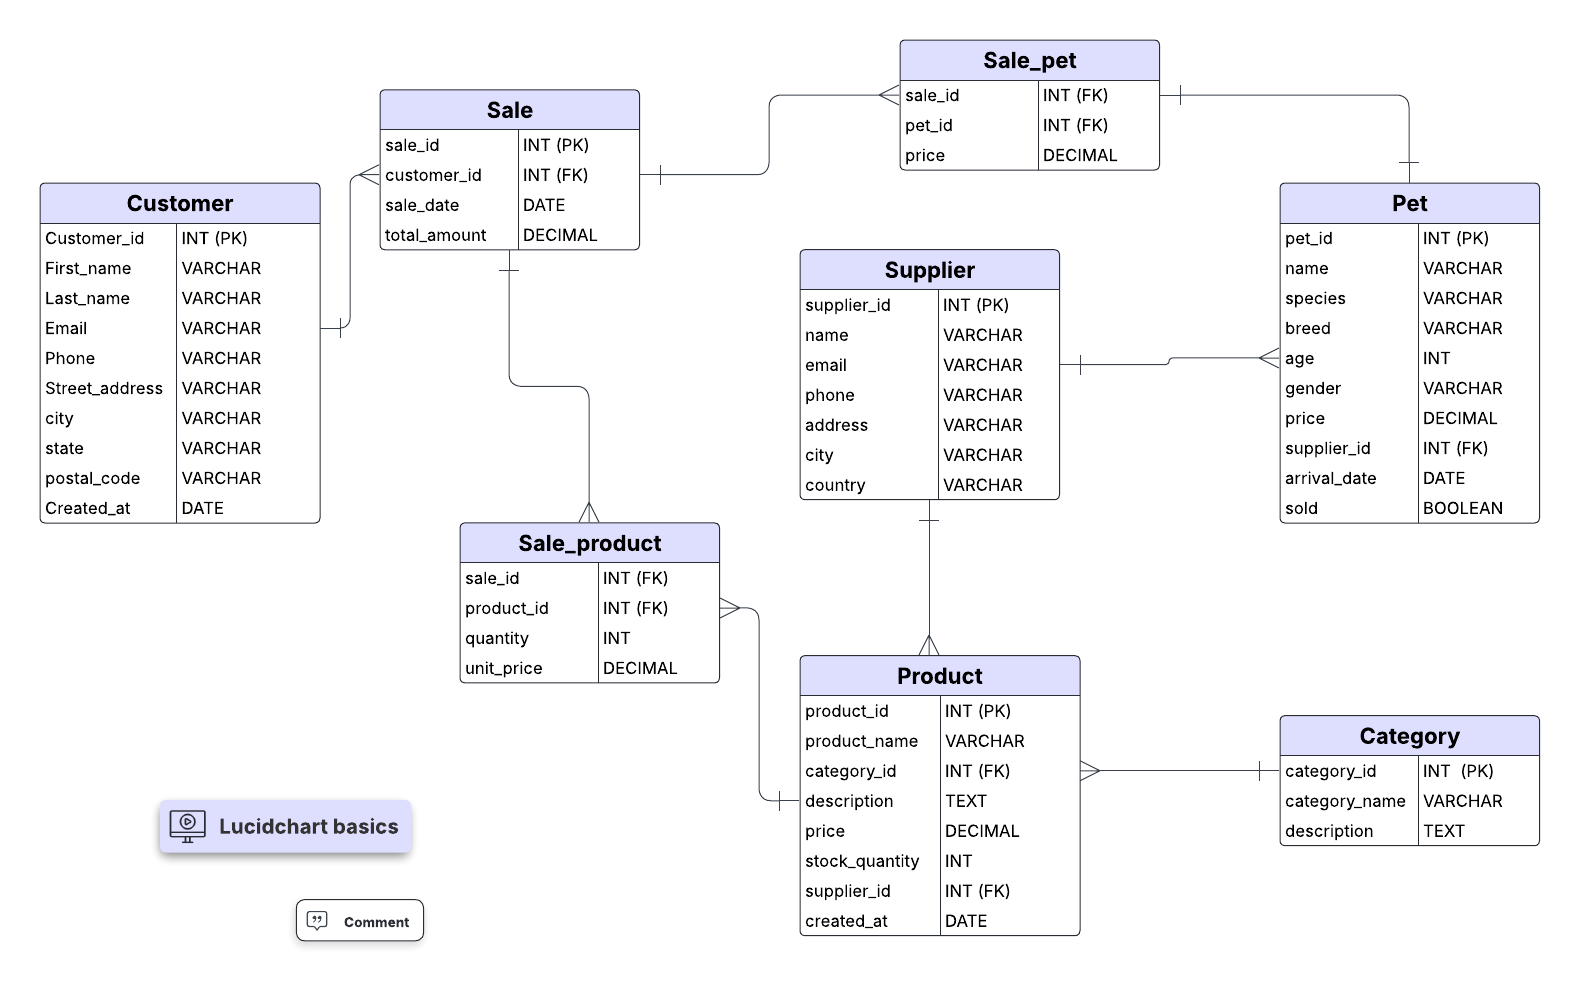 Sale_pet
sale_id INT (FK)
pet_id INT (FK)
price DECIMAL
Sale
sale_id INT (PK)
customer_id INT (FK)
sale_date DATE
total_amount DECIMAL
Customer
Customer_id INT (PK)
First_name VARCHAR
Last_name VARCHAR
Email VARCHAR
Phone VARCHAR
Street_address VARCHAR
city VARCHAR
state VARCHAR
postal_code VARCHAR
Created_at DATE
Pet
pet_id INT (PK)
name VARCHAR
species VARCHAR
breed VARCHAR
age INT
gender VARCHAR
price DECIMAL
supplier_id INT (FK)
arrival_date DATE
sold BOOLEAN
Supplier
supplier_id INT (PK)
name VARCHAR
email VARCHAR
phone VARCHAR
address VARCHAR
city VARCHAR
country VARCHAR
Sale_product
sale_id INT (FK)
product_id INT (FK)
quantity INT
unit_price DECIMAL
Product
product_id INT (PK)
product_name VARCHAR
category_id INT (FK)
description TEXT
price DECIMAL
stock_quantity INT
supplier_id INT (FK)
created_at DATE
Category
category_id INT (PK)
category_name VARCHAR
description TEXT
Lucidchart basics
Comment